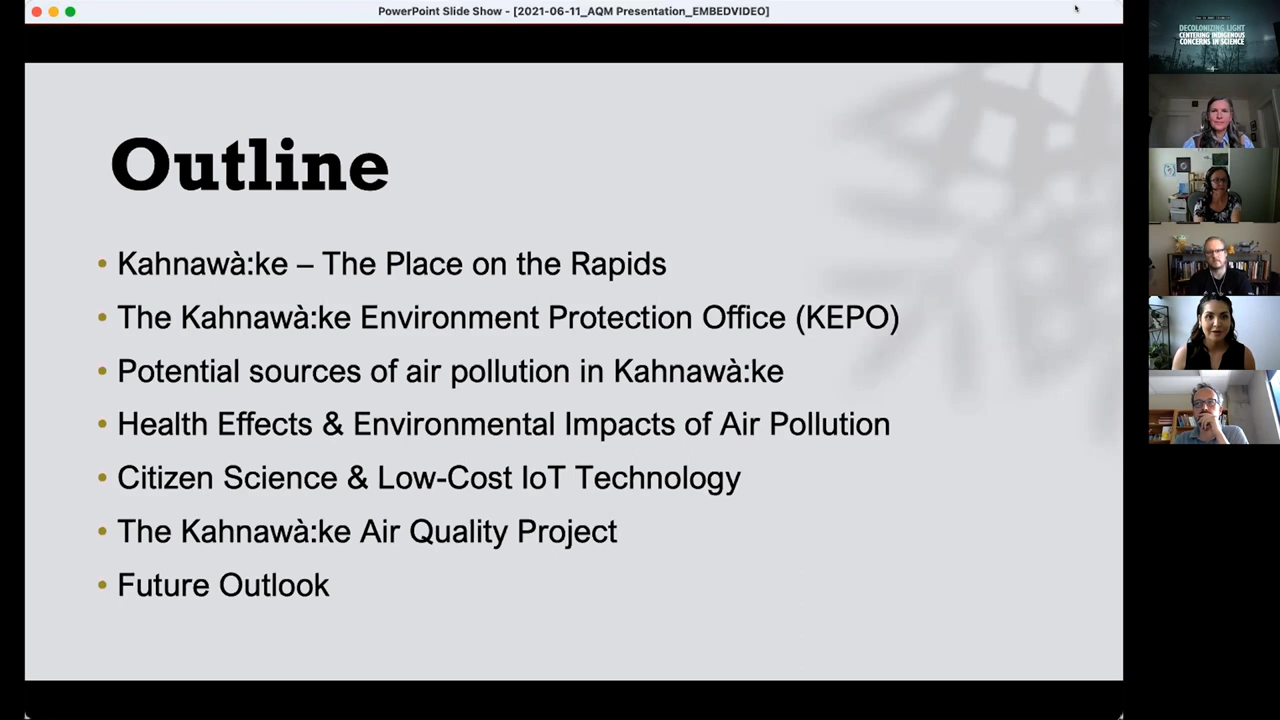 PowerPoint Slide Show - [2021-06-11_AQM Presentation_EMBEDVIDEO]
Outline
• Kahnawà:ke – The Place on the Rapids
• The Kahnawà:ke Environment Protection Office (KEPO)
• Potential sources of air pollution in Kahnawà:ke
• Health Effects & Environmental Impacts of Air Pollution
• Citizen Science & Low-Cost IoT Technology
• The Kahnawà:ke Air Quality Project
• Future Outlook
DECOLONIZING LIGHT
CENTERING INDIGENOUS
CONCERNS IN SCIENCE